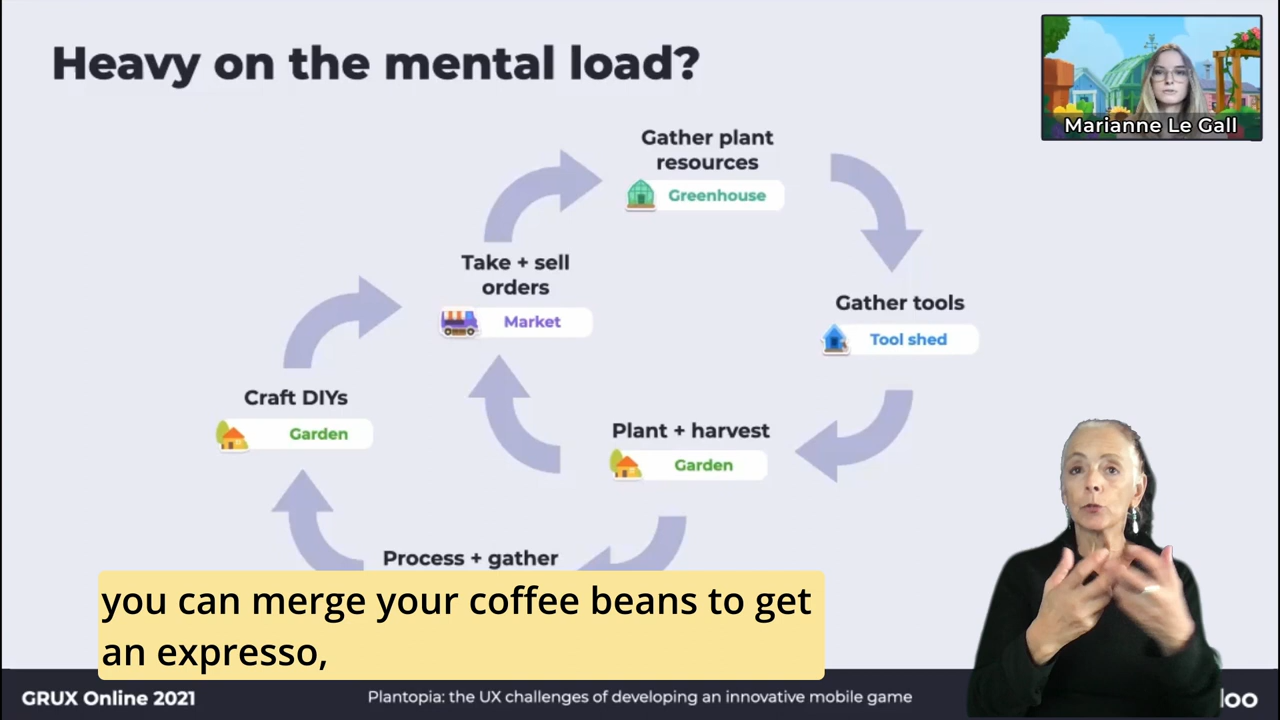 Heavy on the mental load?
Marianne Le Gall
Gather plant
resources
Greenhouse
Take + sell
orders
Market
Gather tools
Tool shed
Craft DIYs
Garden
Plant + harvest
Garden
Process + gather
you can merge your coffee beans to get
an expresso,
GRUX Online 2021
Plantopia: the UX challenges of developing an innovative mobile game